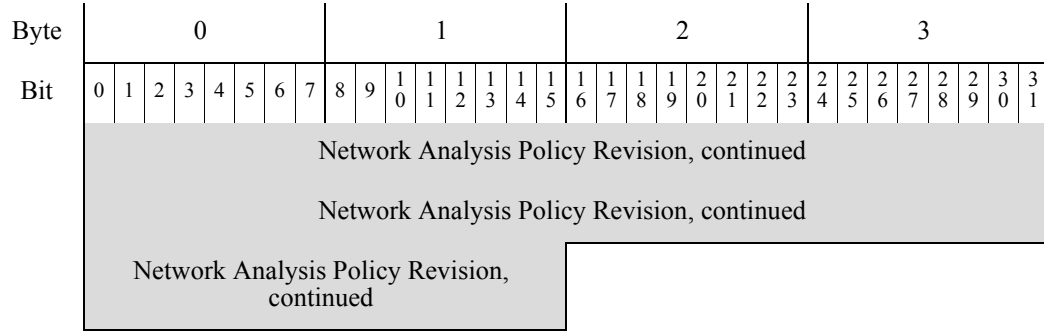 Byte 0 1 2 3
Bit 0 1 2 3 4 5 6 7 8 9 10 11 12 13 14 15 16 17 18 19 20 21 22 23 24 25 26 27 28 29 30 31
Network Analysis Policy Revision, continued
Network Analysis Policy Revision, continued
Network Analysis Policy Revision,
continued